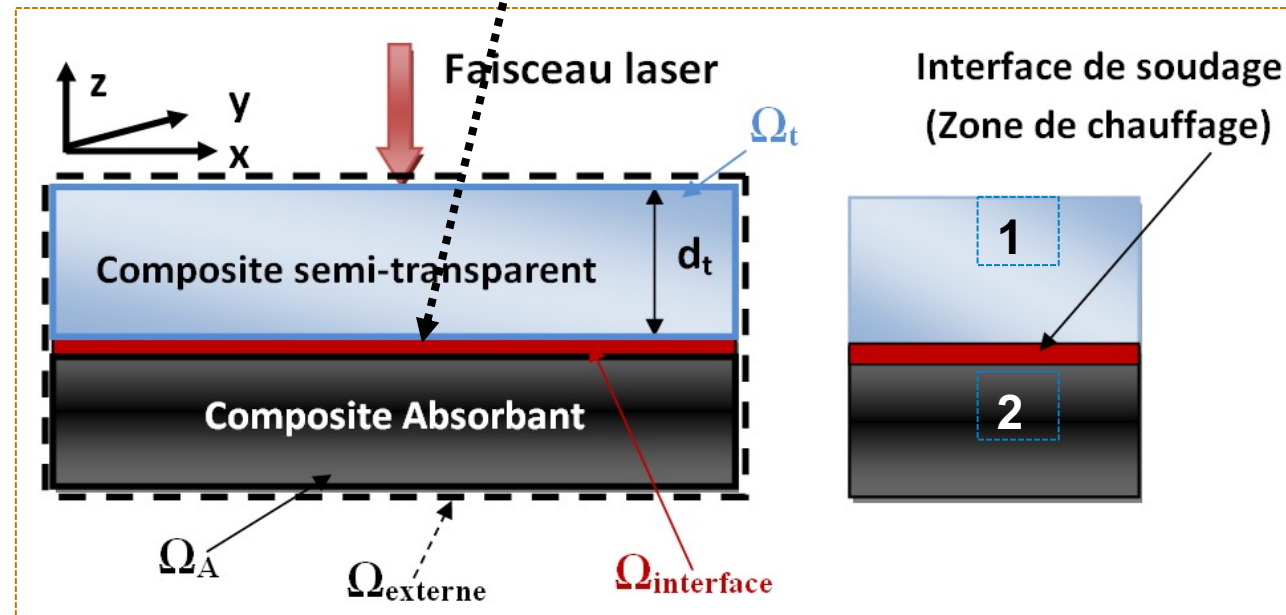 z
y
x
Faisceau laser
Ωt
Interface de soudage
(Zone de chauffage)
Composite semi-transparent
dt
1
Composite Absorbant
2
ΩA
Ωexterne
Ωinterface